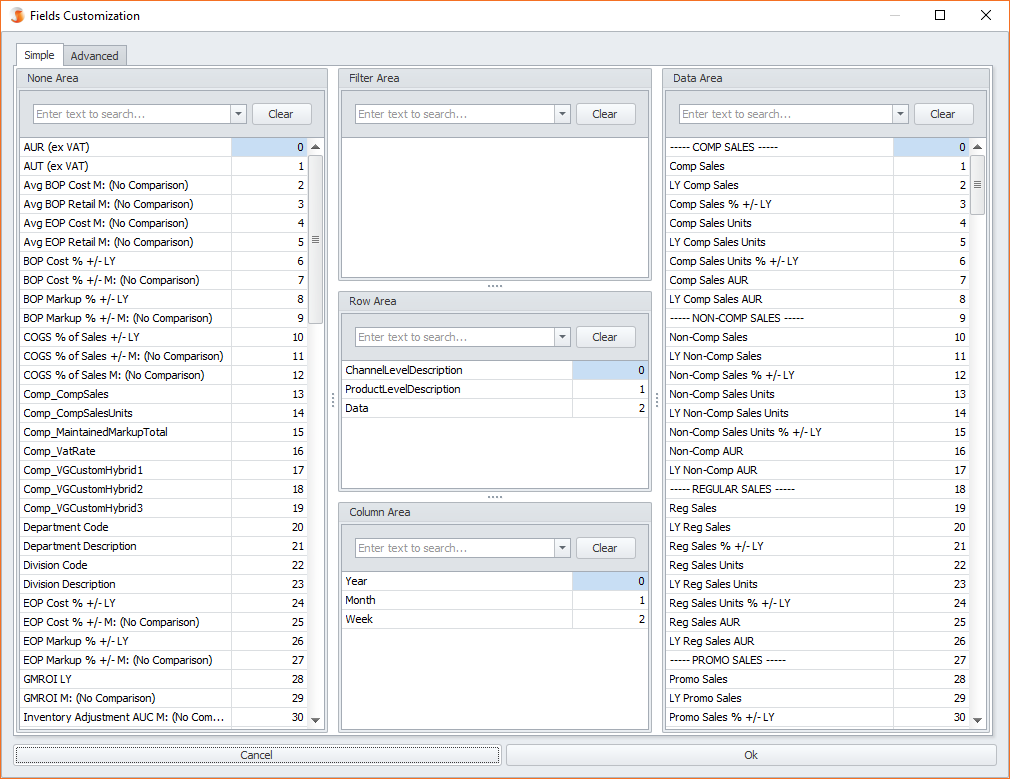 Fields Customization
Simple
Advanced
None Area
Enter text to search...
Clear
AUR (ex VAT) 0
AUT (ex VAT) 1
Avg BOP Cost M: (No Comparison) 2
Avg BOP Retail M: (No Comparison) 3
Avg EOP Cost M: (No Comparison) 4
Avg EOP Retail M: (No Comparison) 5
BOP Cost % +/- LY 6
BOP Cost % +/- M: (No Comparison) 7
BOP Markup % +/- LY 8
BOP Markup % +/- M: (No Comparison) 9
COGS % of Sales +/- LY 10
COGS % of Sales +/- M: (No Comparison) 11
COGS % of Sales M: (No Comparison) 12
Comp_CompSales 13
Comp_CompSalesUnits 14
Comp_MaintainedMarkupTotal 15
Comp_VatRate 16
Comp_VGCustomHybrid1 17
Comp_VGCustomHybrid2 18
Comp_VGCustomHybrid3 19
Department Code 20
Department Description 21
Division Code 22
Division Description 23
EOP Cost % +/- LY 24
EOP Cost % +/- M: (No Comparison) 25
EOP Markup % +/- LY 26
EOP Markup % +/- M: (No Comparison) 27
GMROI LY 28
GMROI M: (No Comparison) 29
Inventory Adjustment AUC M: (No Com... 30
Filter Area
Enter text to search...
Clear
Row Area
Enter text to search...
Clear
ChannelLevelDescription 0
ProductLevelDescription 1
Data 2
Column Area
Enter text to search...
Clear
Year 0
Month 1
Week 2
Data Area
Enter text to search...
Clear
----- COMP SALES ----- 0
Comp Sales 1
LY Comp Sales 2
Comp Sales % +/- LY 3
Comp Sales Units 4
LY Comp Sales Units 5
Comp Sales Units % +/- LY 6
Comp Sales AUR 7
LY Comp Sales AUR 8
----- NON-COMP SALES ----- 9
Non-Comp Sales 10
LY Non-Comp Sales 11
Non-Comp Sales % +/- LY 12
Non-Comp Sales Units 13
LY Non-Comp Sales Units 14
Non-Comp Sales Units % +/- LY 15
Non-Comp AUR 16
LY Non-Comp AUR 17
----- REGULAR SALES ----- 18
Reg Sales 19
LY Reg Sales 20
Reg Sales % +/- LY 21
Reg Sales Units 22
LY Reg Sales Units 23
Reg Sales Units % +/- LY 24
Reg Sales AUR 25
LY Reg Sales AUR 26
----- PROMO SALES ----- 27
Promo Sales 28
LY Promo Sales 29
Promo Sales % +/- LY 30
Cancel
Ok